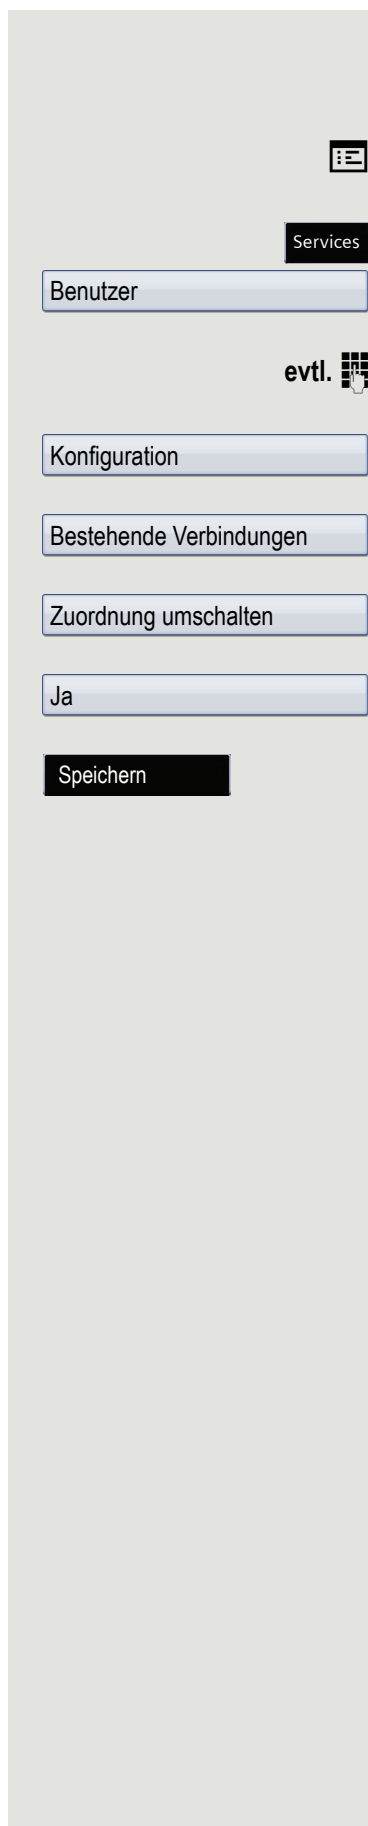 Services
Benutzer
evtl.
Konfiguration
Bestehende Verbindungen
Zuordnung umschalten
Ja
Speichern